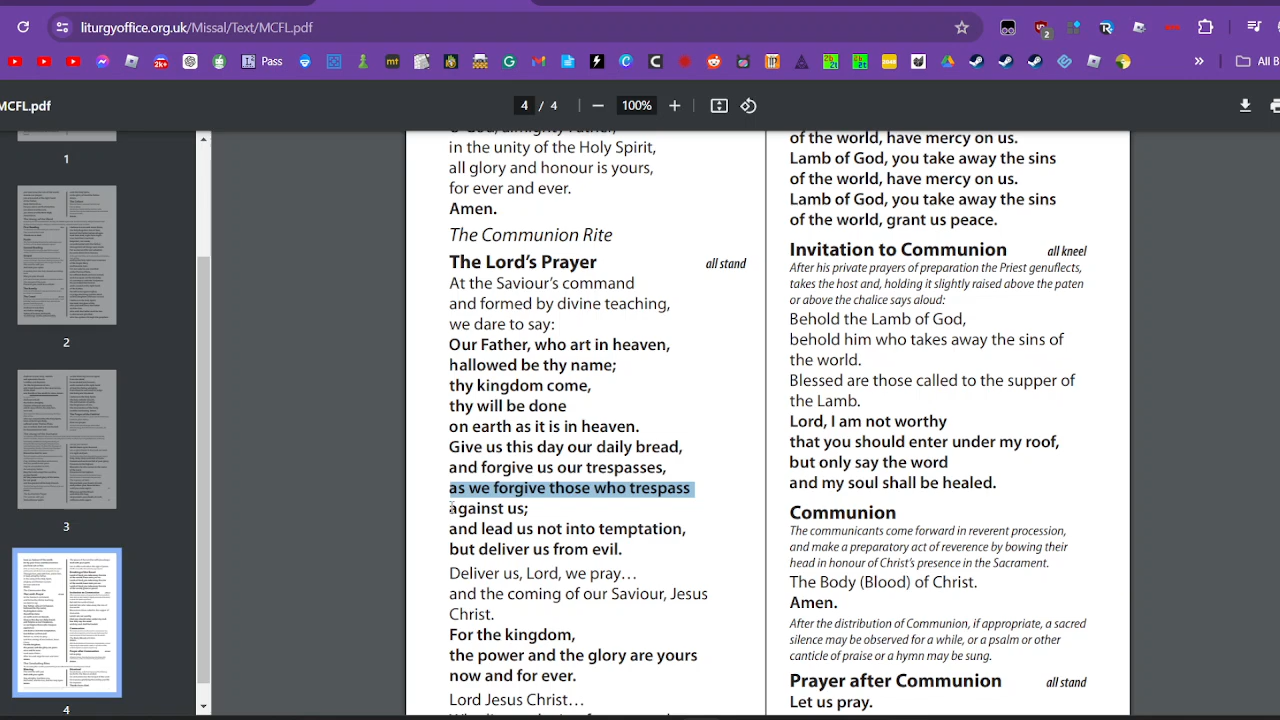 liturgyoffice.org.uk/Missal/Text/MCFL.pdf
Pass
All B
MCFL.pdf
4 / 4
100%
1
2
3
4
O God, almighty Father,
in the unity of the Holy Spirit,
all glory and honour is yours,
for ever and ever.
Amen.
The Communion Rite
The Lord's Prayer
all stand
At the Saviour's command
and formed by divine teaching,
we dare to say:
Our Father, who art in heaven,
hallowed be thy name;
thy kingdom come,
thy will be done
on earth as it is in heaven.
Give us this day our daily bread,
and forgive us our trespasses,
as we forgive those who trespass
against us;
and lead us not into temptation,
but deliver us from evil.
Deliver us, Lord, we pray…
and the coming of our Saviour, Jesus
Christ.
For the kingdom,
the power and the glory are yours
now and for ever.
Lord Jesus Christ…
of the world, have mercy on us.
Lamb of God, you take away the sins
of the world, have mercy on us.
Lamb of God, you take away the sins
of the world, grant us peace.
Invitation to Communion
all kneel
After his private prayers of preparation the Priest genuflects,
takes the host and, holding it slightly raised above the paten
or above the chalice says aloud:
Behold the Lamb of God,
behold him who takes away the sins of
the world.
Blessed are those called to the supper of
the Lamb.
Lord, I am not worthy
that you should enter under my roof,
but only say the word
and my soul shall be healed.
Communion
The communicants come forward in reverent procession,
and make a preparatory act of reverence by bowing their
head in honour of Christ's presence in the Sacrament.
The Body (Blood) of Christ.
Amen.
After the distribution of Communion, if appropriate, a sacred
silence may be observed for a while, or a psalm or other
canticle of praise or a hymn may be sung.
Prayer after Communion
all stand
Let us pray.